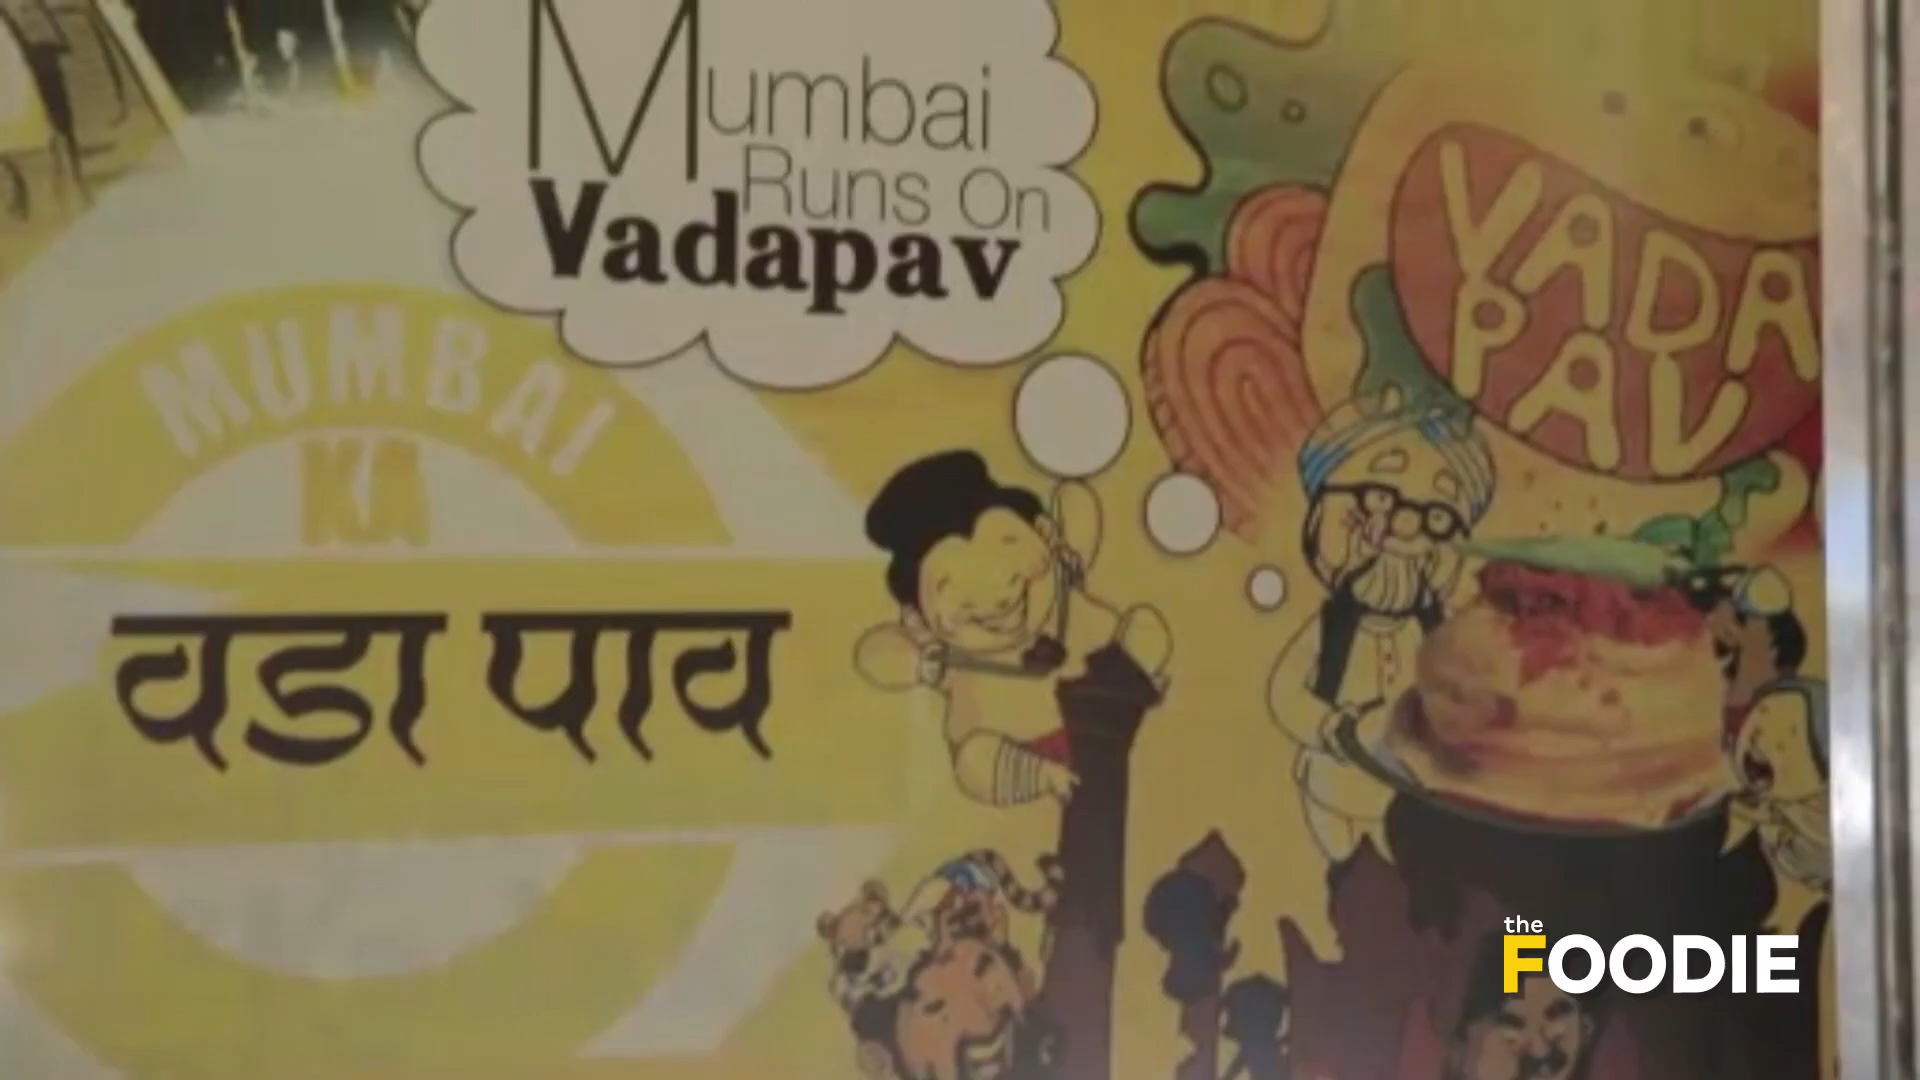 Mumbai
Runs On
Vadapav
VADA
PAV
MUMBAI
KA
वडा पाव
the
FOODIE